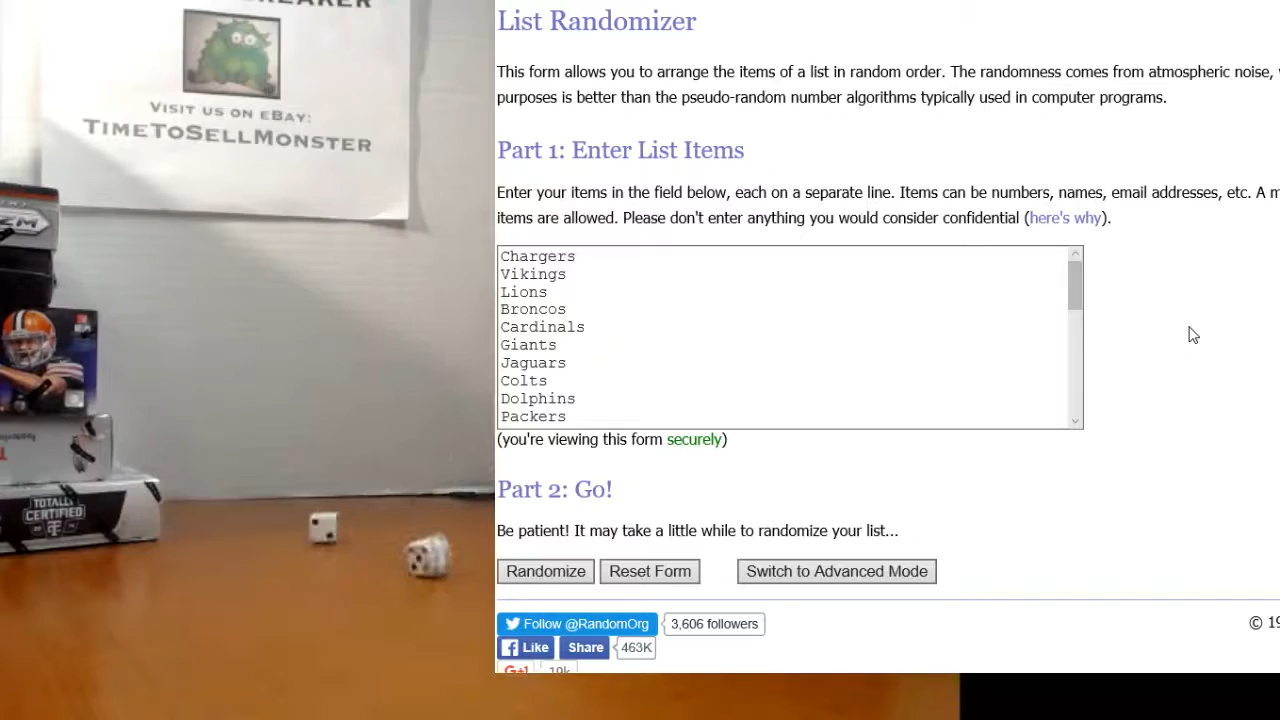 VISIT US ON EBAY:
TIMETOSELLMONSTER
TOTALLY
CERTIFIED
List Randomizer
This form allows you to arrange the items of a list in random order. The randomness comes from atmospheric noise,
purposes is better than the pseudo-random number algorithms typically used in computer programs.
Part 1: Enter List Items
Enter your items in the field below, each on a separate line. Items can be numbers, names, email addresses, etc. A m
items are allowed. Please don't enter anything you would consider confidential (here's why).
Chargers
Vikings
Lions
Broncos
Cardinals
Giants
Jaguars
Colts
Dolphins
Packers
(you're viewing this form securely)
Part 2: Go!
Be patient! It may take a little while to randomize your list...
Randomize Reset Form Switch to Advanced Mode
Follow @RandomOrg 3,606 followers
© 19
Like Share 463K
G+1 19k